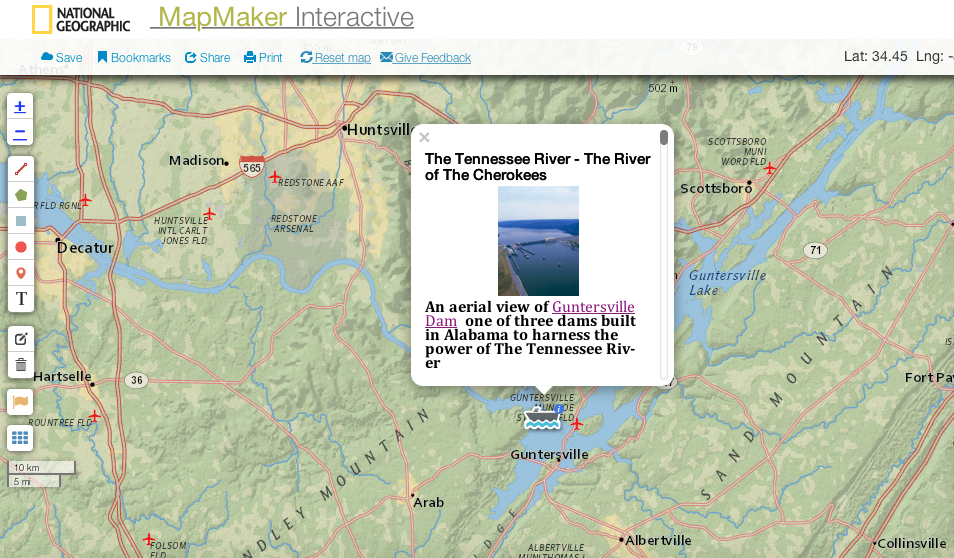 NATIONAL
GEOGRAPHIC
MapMaker Interactive
Save
Bookmarks
Share
Print
Reset map
Give Feedback
Lat: 34.45 Lng: -
Athens
79
502 m
Huntsville
Madison
565
REDSTONE AAF
RFLD RGNL
HUNTSVILLE
INTL CARL T
JONES FLD
REDSTONE
ARSENAL
Decatur
×
The Tennessee River - The River
of The Cherokees
An aerial view of Guntersville
Dam one of three dams built
in Alabama to harness the
power of The Tennessee Riv-
er
SCOTTSBORO
MUNI
WORD FLD
Scottsboro
71
Guntersville
Lake
T
Hartselle
36
ROUNTREE FLD
Fort Pay
GUNTERSVILLE
Guntersville
SAND MOUNTAIN
NDLEY MOUNTAIN
10 km
5 mi
Arab
FOLSOM
FLD
DGE
ALBERTVILLE
MUNI THOMAS J
Albertville
Collinsville